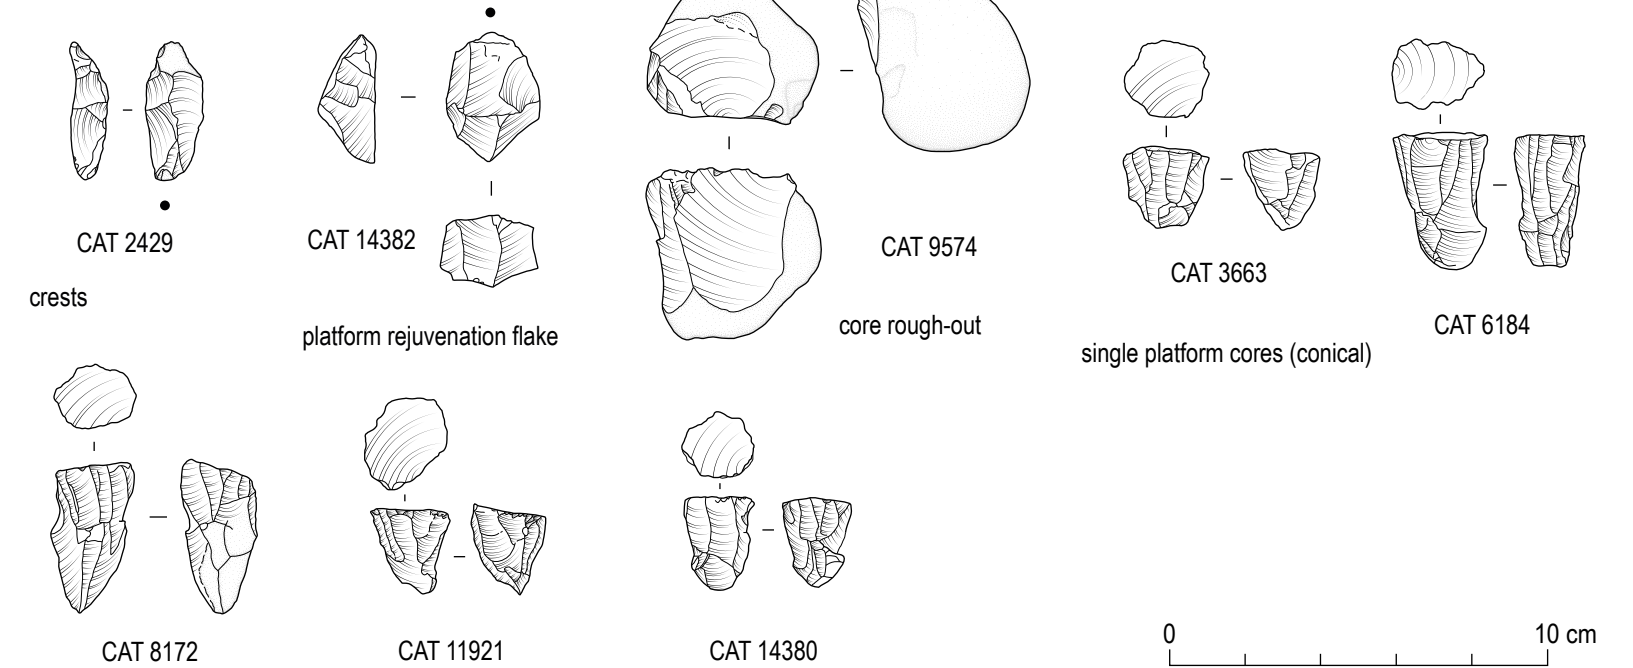 CAT 2429
crests
CAT 14382
platform rejuvenation flake
CAT 9574
core rough-out
CAT 3663
CAT 6184
single platform cores (conical)
CAT 8172
CAT 11921
CAT 14380
0 10 cm